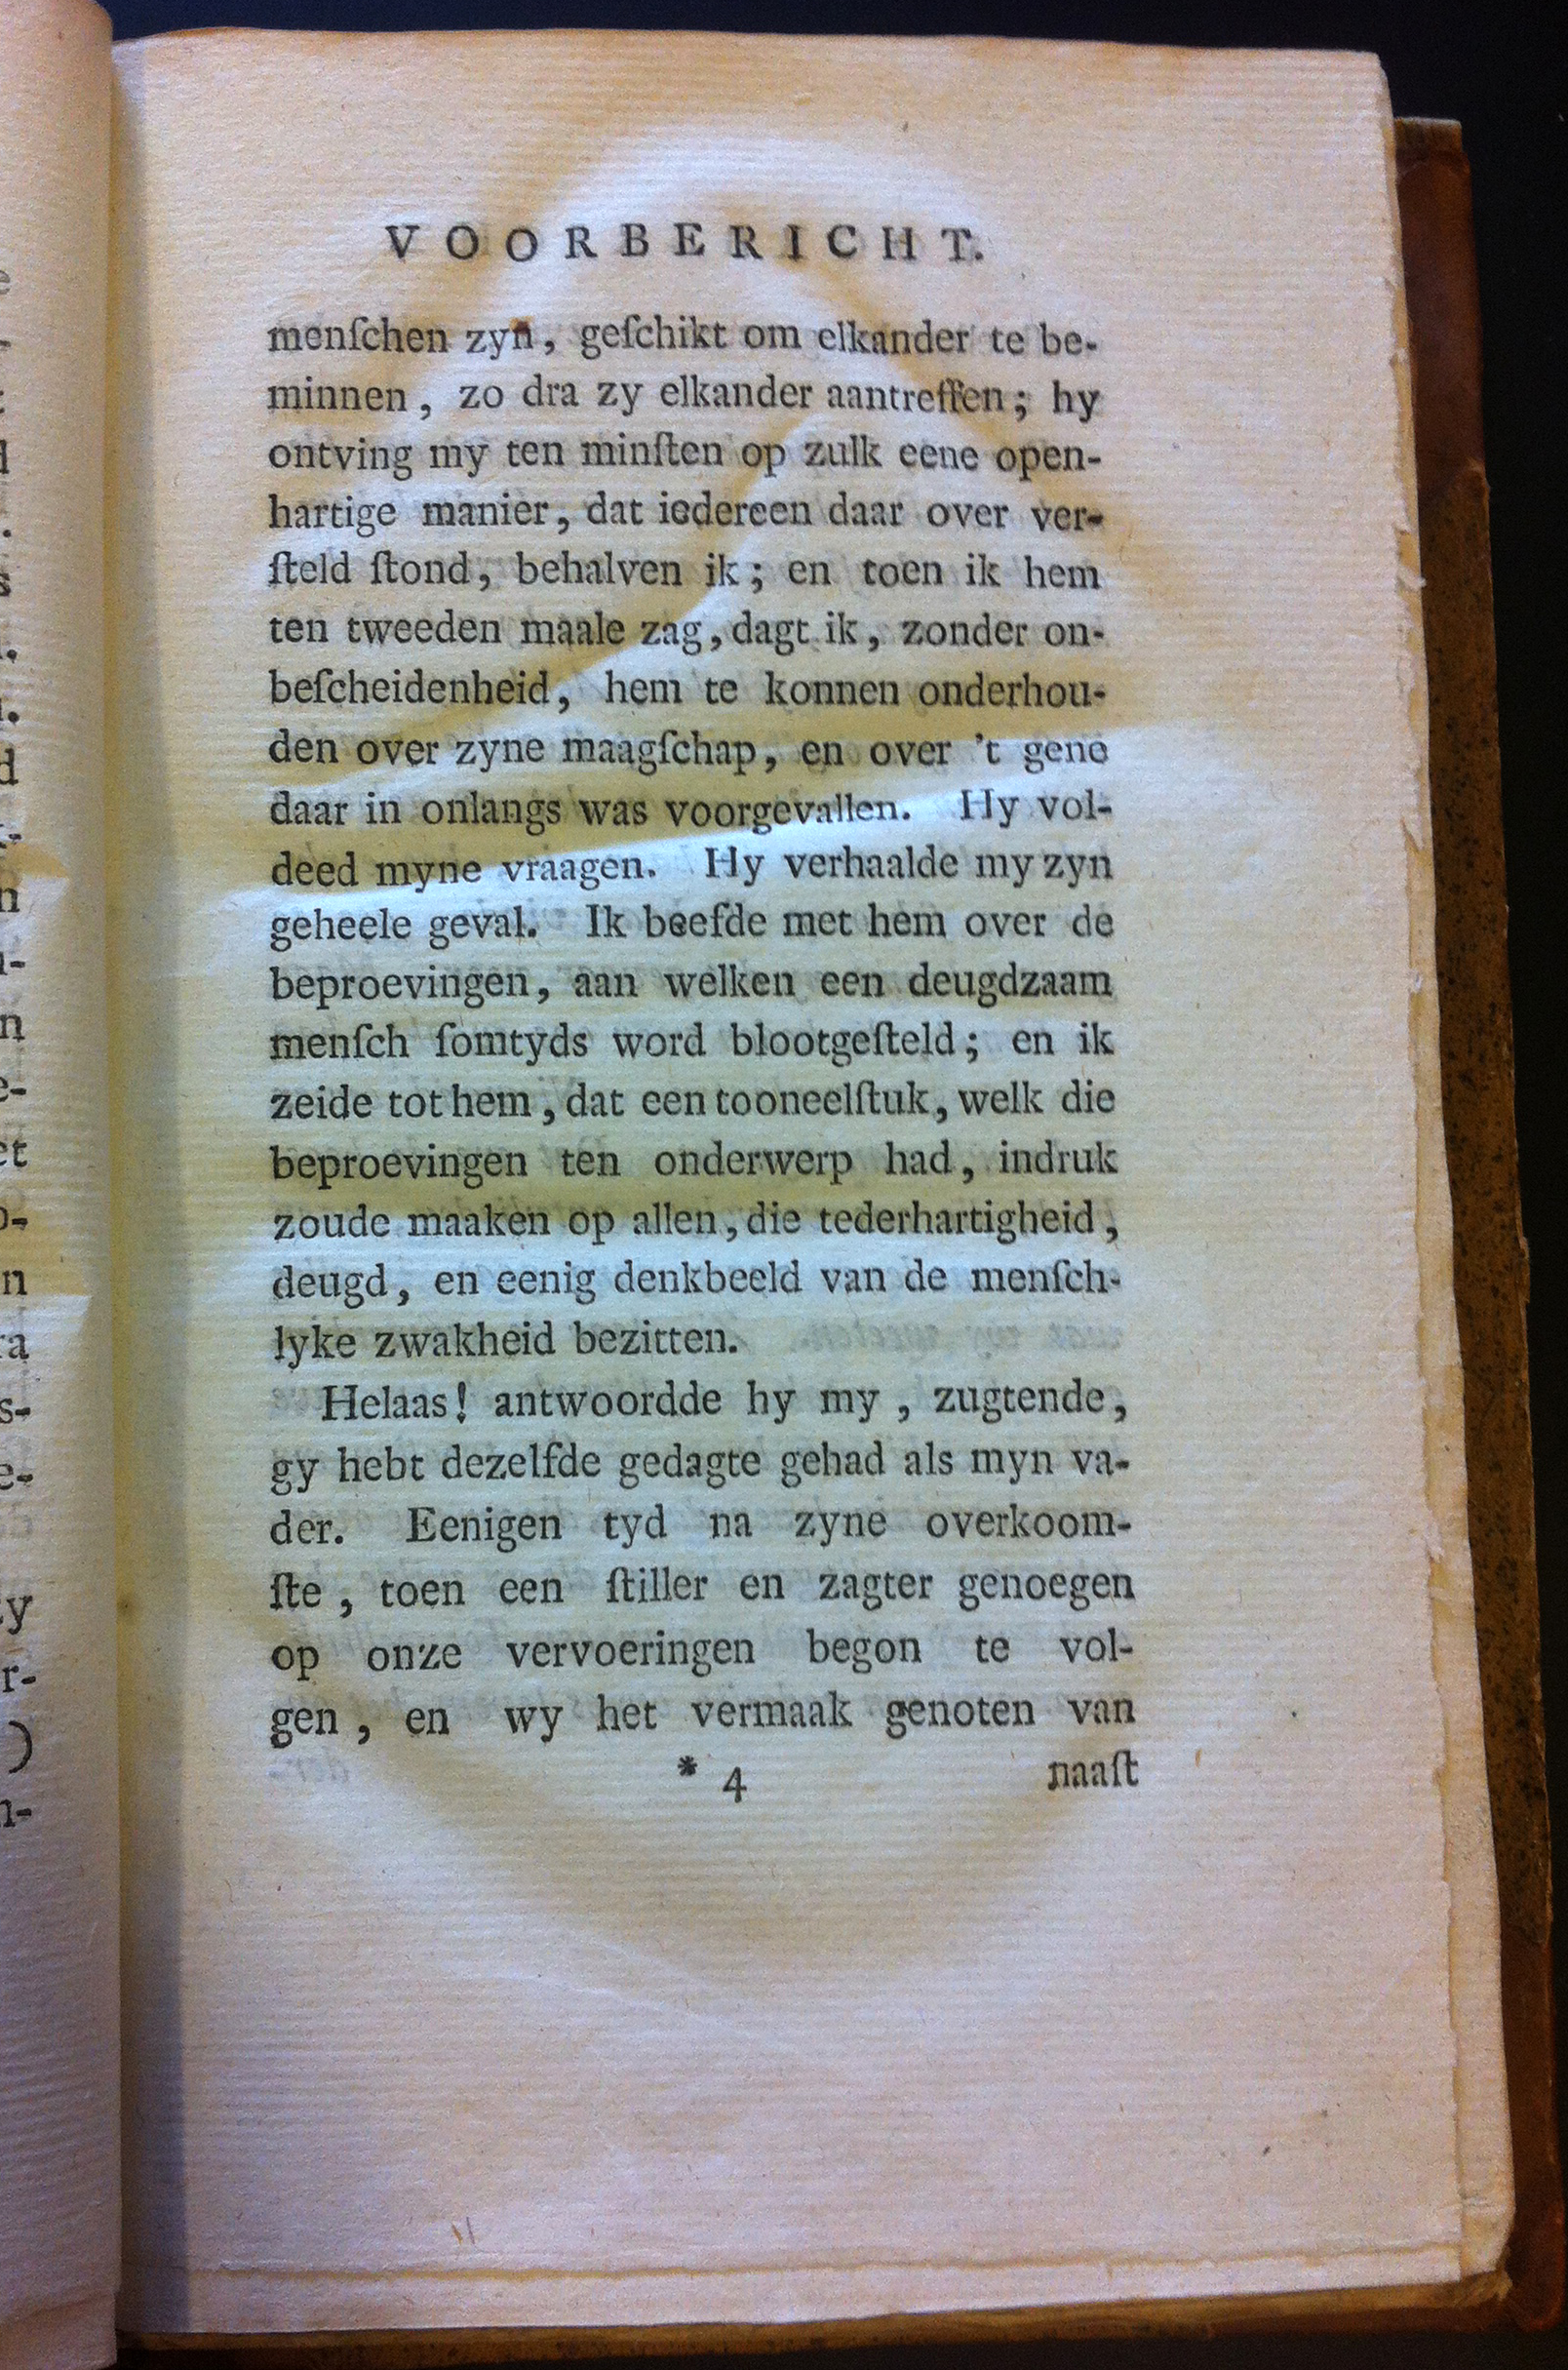 VOORBERICHT.
menſchen zyn, geſchikt om elkander te be-
minnen, zo dra zy elkander aantreffen; hy
ontving my ten minſten op zulk eene open-
hartige manier, dat iedereen daar over ver-
ſteld ſtond, behalven ik; en toen ik hem
ten tweeden maale zag, dagt ik, zonder on-
beſcheidenheid, hem te konnen onderhou-
den over zyne maagſchap, en over 't gene
daar in onlangs was voorgevallen. Hy vol-
deed myne vraagen. Hy verhaalde my zyn
geheele geval. Ik beefde met hem over de
beproevingen, aan welken een deugdzaam
menſch ſomtyds word blootgeſteld; en ik
zeide tot hem, dat een tooneelſtuk, welk die
beproevingen ten onderwerp had, indruk
zoude maaken op allen, die tederhartigheid,
deugd, en eenig denkbeeld van de menſch-
lyke zwakheid bezitten.
Helaas! antwoordde hy my, zugtende,
gy hebt dezelfde gedagte gehad als myn va-
der. Eenigen tyd na zyne overkoom-
ſte, toen een ſtiller en zagter genoegen
op onze vervoeringen begon te vol-
gen, en wy het vermaak genoten van
* 4 naaſt